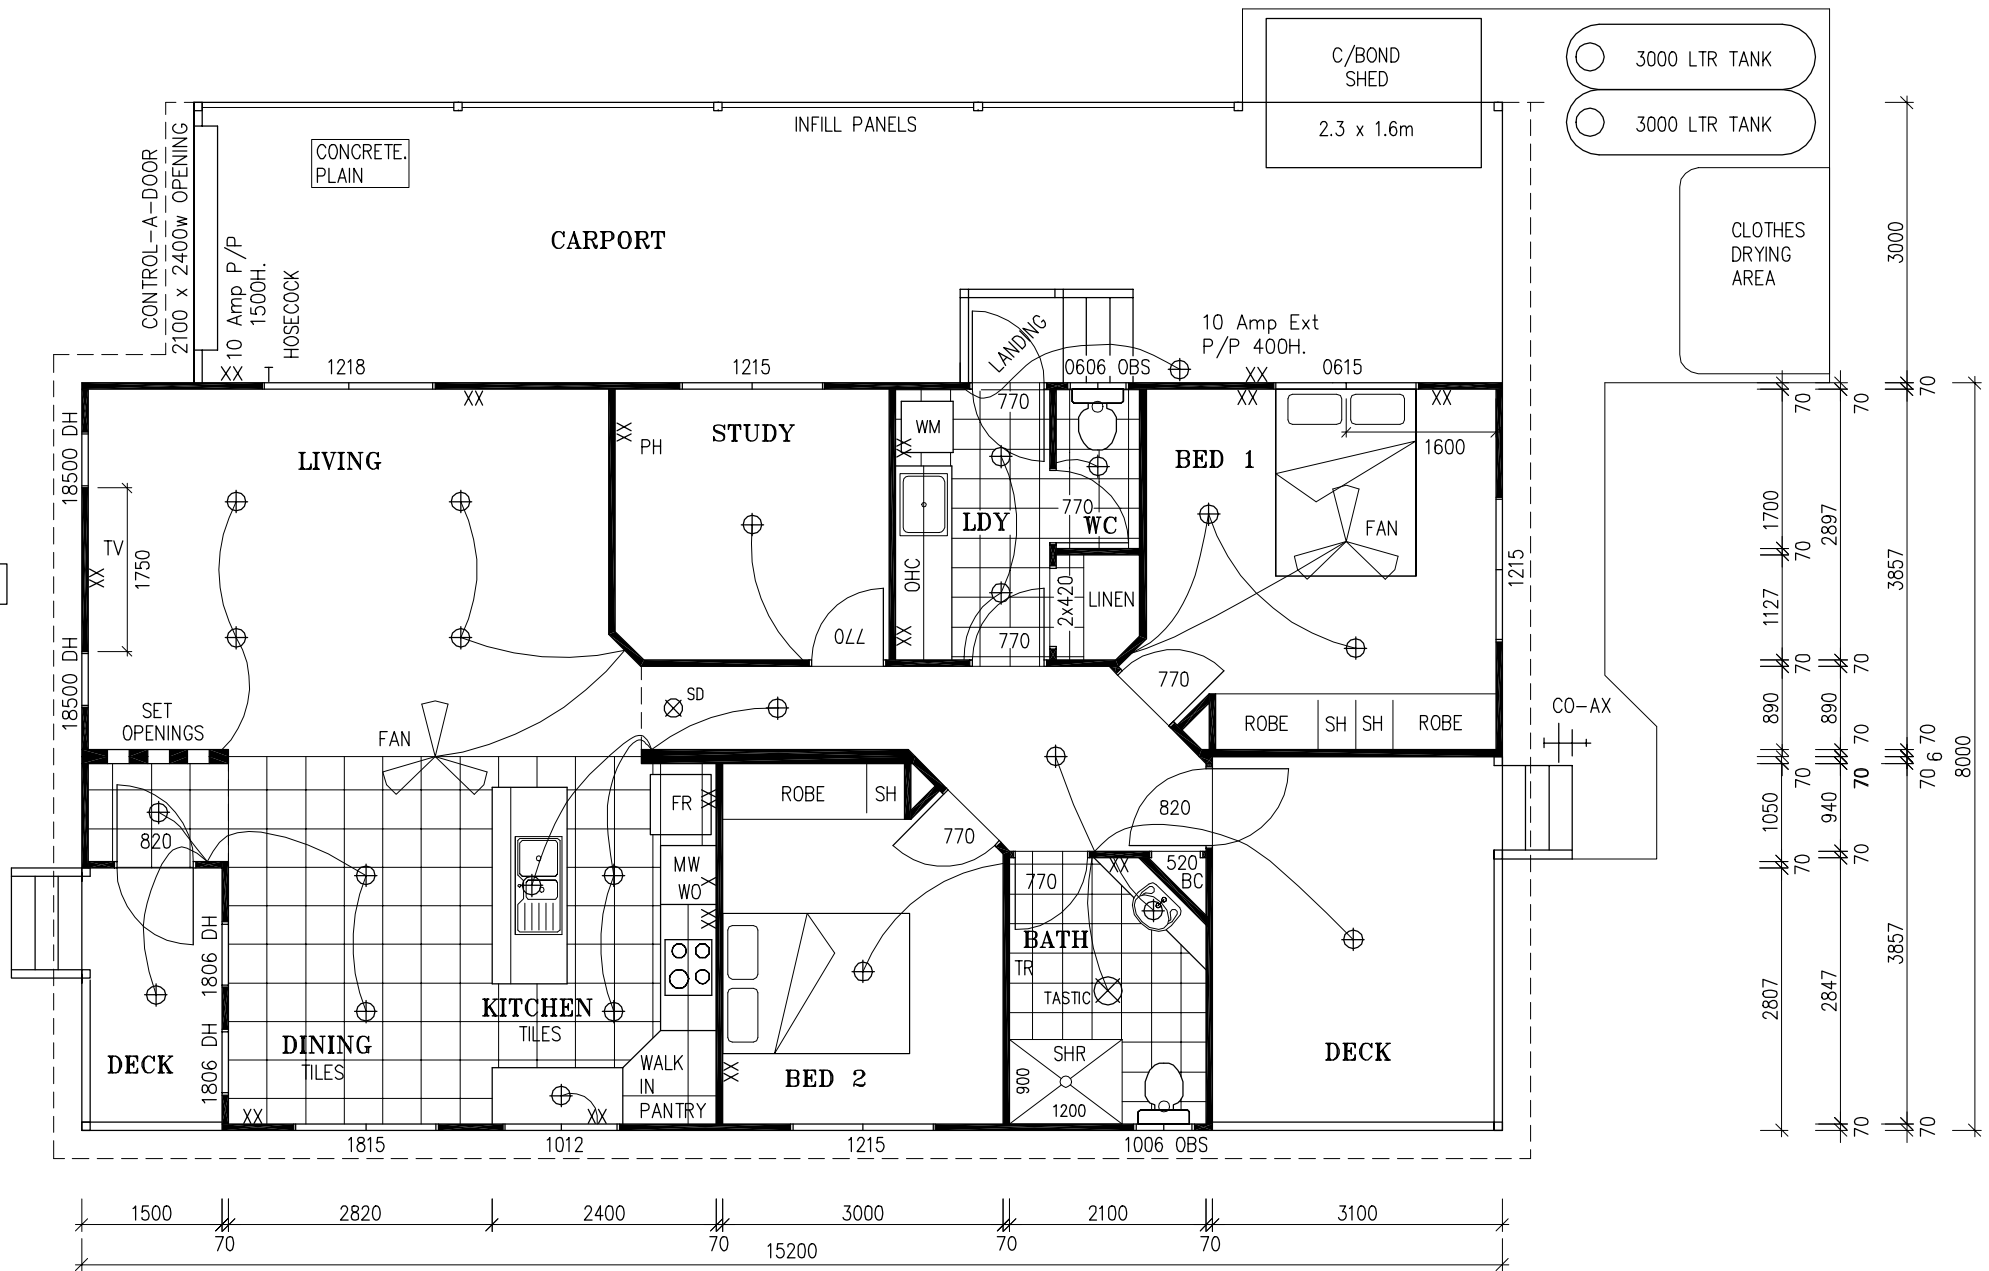 C/BOND
SHED
2.3 x 1.6m
3000 LTR TANK
3000 LTR TANK
INFILL PANELS
CONCRETE.
PLAIN
CONTROL-A-DOOR
2100 x 2400w OPENING
CARPORT
CLOTHES
DRYING
AREA
10 Amp P/P
1500H.
HOSECOCK
LANDING
10 Amp Ext
P/P 400H.
XX
T
1218
1215
0606 OBS
XX
0615
18500 DH
XX
LIVING
XX
PH
STUDY
WM
XX
770
XX
XX
BED 1
1600
TV
XX
1750
LDY
770
WC
FAN
1215
OHC
XX
2x420
LINEN
770
770
18500 DH
SET
OPENINGS
SD
770
ROBE
SH
SH
ROBE
CO-AX
FAN
820
FR
XX
ROBE
SH
770
820
MW
WO
X
XX
770
XX
520
BC
1806 DH
BATH
TR
TASTIC
KITCHEN
TILES
DINING
TILES
DECK
1806 DH
XX
WALK
IN
PANTRY
XX
XX
BED 2
SHR
900
1200
DECK
1815
1012
1215
1006 OBS
3000
70
70
70
70
1700
2897
3857
70
1127
70
70
70
890
890
70
70
6
8000
70
70
70
1050
940
70
70
2807
2847
3857
70
70
1500
2820
2400
3000
2100
3100
70
70
70
70
15200